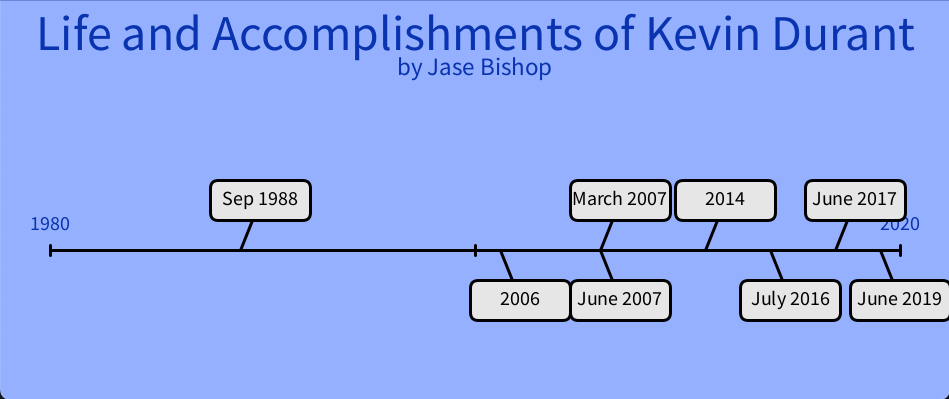 Life and Accomplishments of Kevin Durant
by Jase Bishop
Sep 1988
March 2007
2014
June 2017
1980
2020
2006
June 2007
July 2016
June 2019